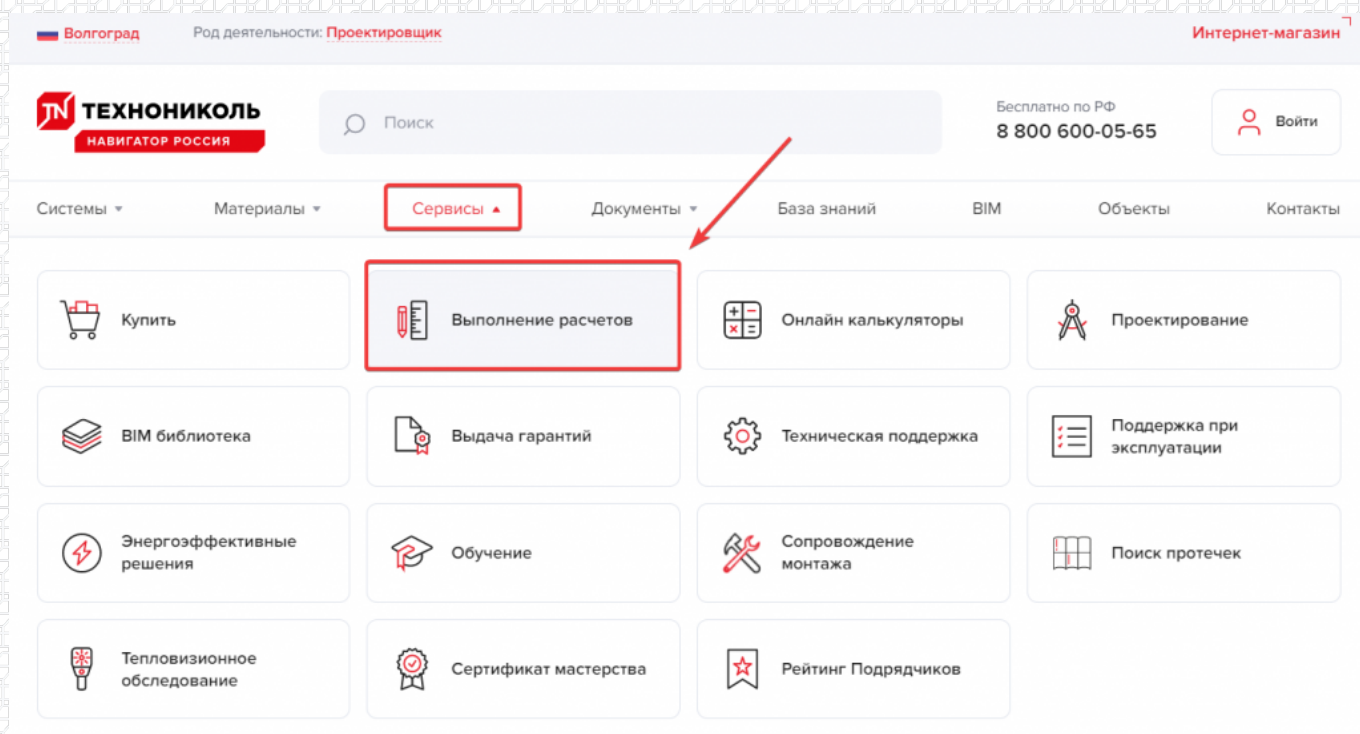 Волгоград
Род деятельности: Проектировщик
Интернет-магазин
TN ТЕХНОНИКОЛЬ
НАВИГАТОР РОССИЯ
Поиск
Бесплатно по РФ
8 800 600-05-65
Войти
Системы
Материалы
Сервисы
Документы
База знаний
BIM
Объекты
Контакты
Купить
Выполнение расчетов
Онлайн калькуляторы
Проектирование
BIM библиотека
Выдача гарантий
Техническая поддержка
Поддержка при
эксплуатации
Энергоэффективные
решения
Обучение
Сопровождение
монтажа
Поиск протечек
Тепловизионное
обследование
Сертификат мастерства
Рейтинг Подрядчиков